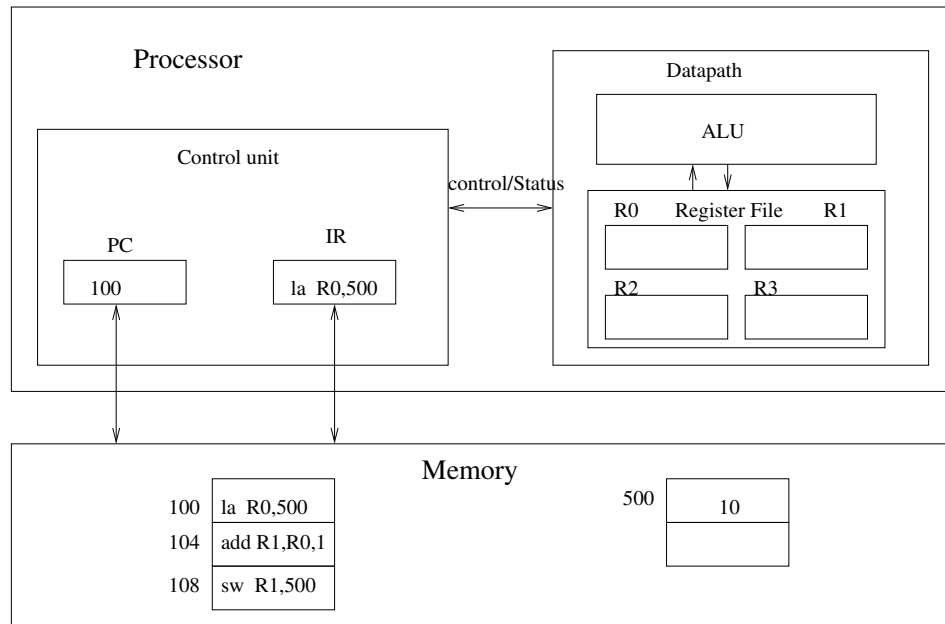 Processor
Control unit
PC
100
IR
la R0,500
control/Status
Datapath
ALU
R0 Register File R1
R2 R3
Memory
100 la R0,500
104 add R1,R0,1
108 sw R1,500
500 10